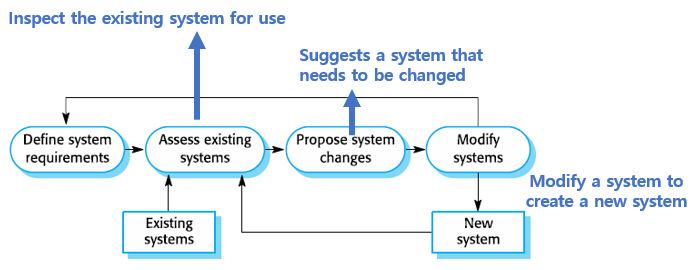 Inspect the existing system for use
Suggests a system that
needs to be changed
Define system
requirements
Assess existing
systems
Propose system
changes
Modify
systems
Modify a system to
create a new system
Existing
systems
New
system